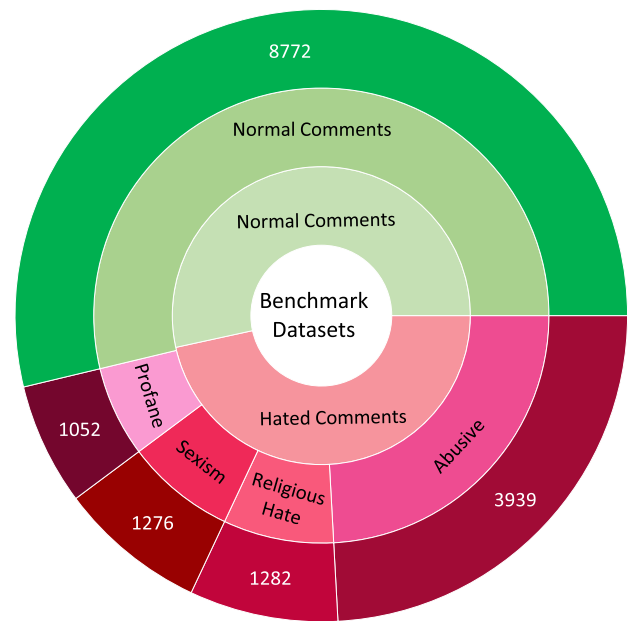 8772
Normal Comments
Normal Comments
Benchmark
Datasets
Hated Comments
Profane
Sexism
Religious
Hate
Abusive
1052
1276
1282
3939